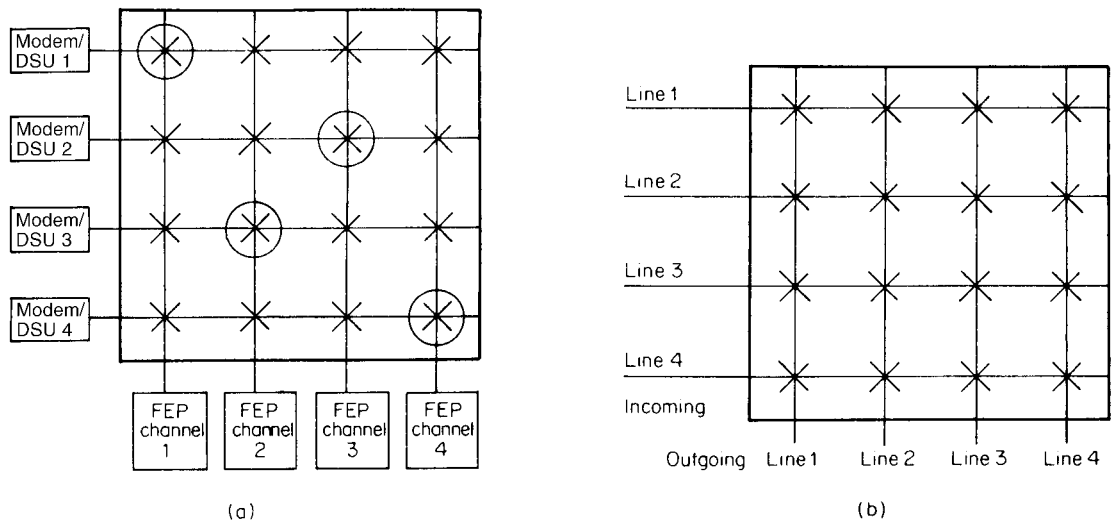 Modem/
DSU 1
Modem/
DSU 2
Modem/
DSU 3
Modem/
DSU 4
FEP
channel
1
FEP
channel
2
FEP
channel
3
FEP
channel
4
(a)
Line 1
Line 2
Line 3
Line 4
Incoming
Outgoing Line 1 Line 2 Line 3 Line 4
(b)